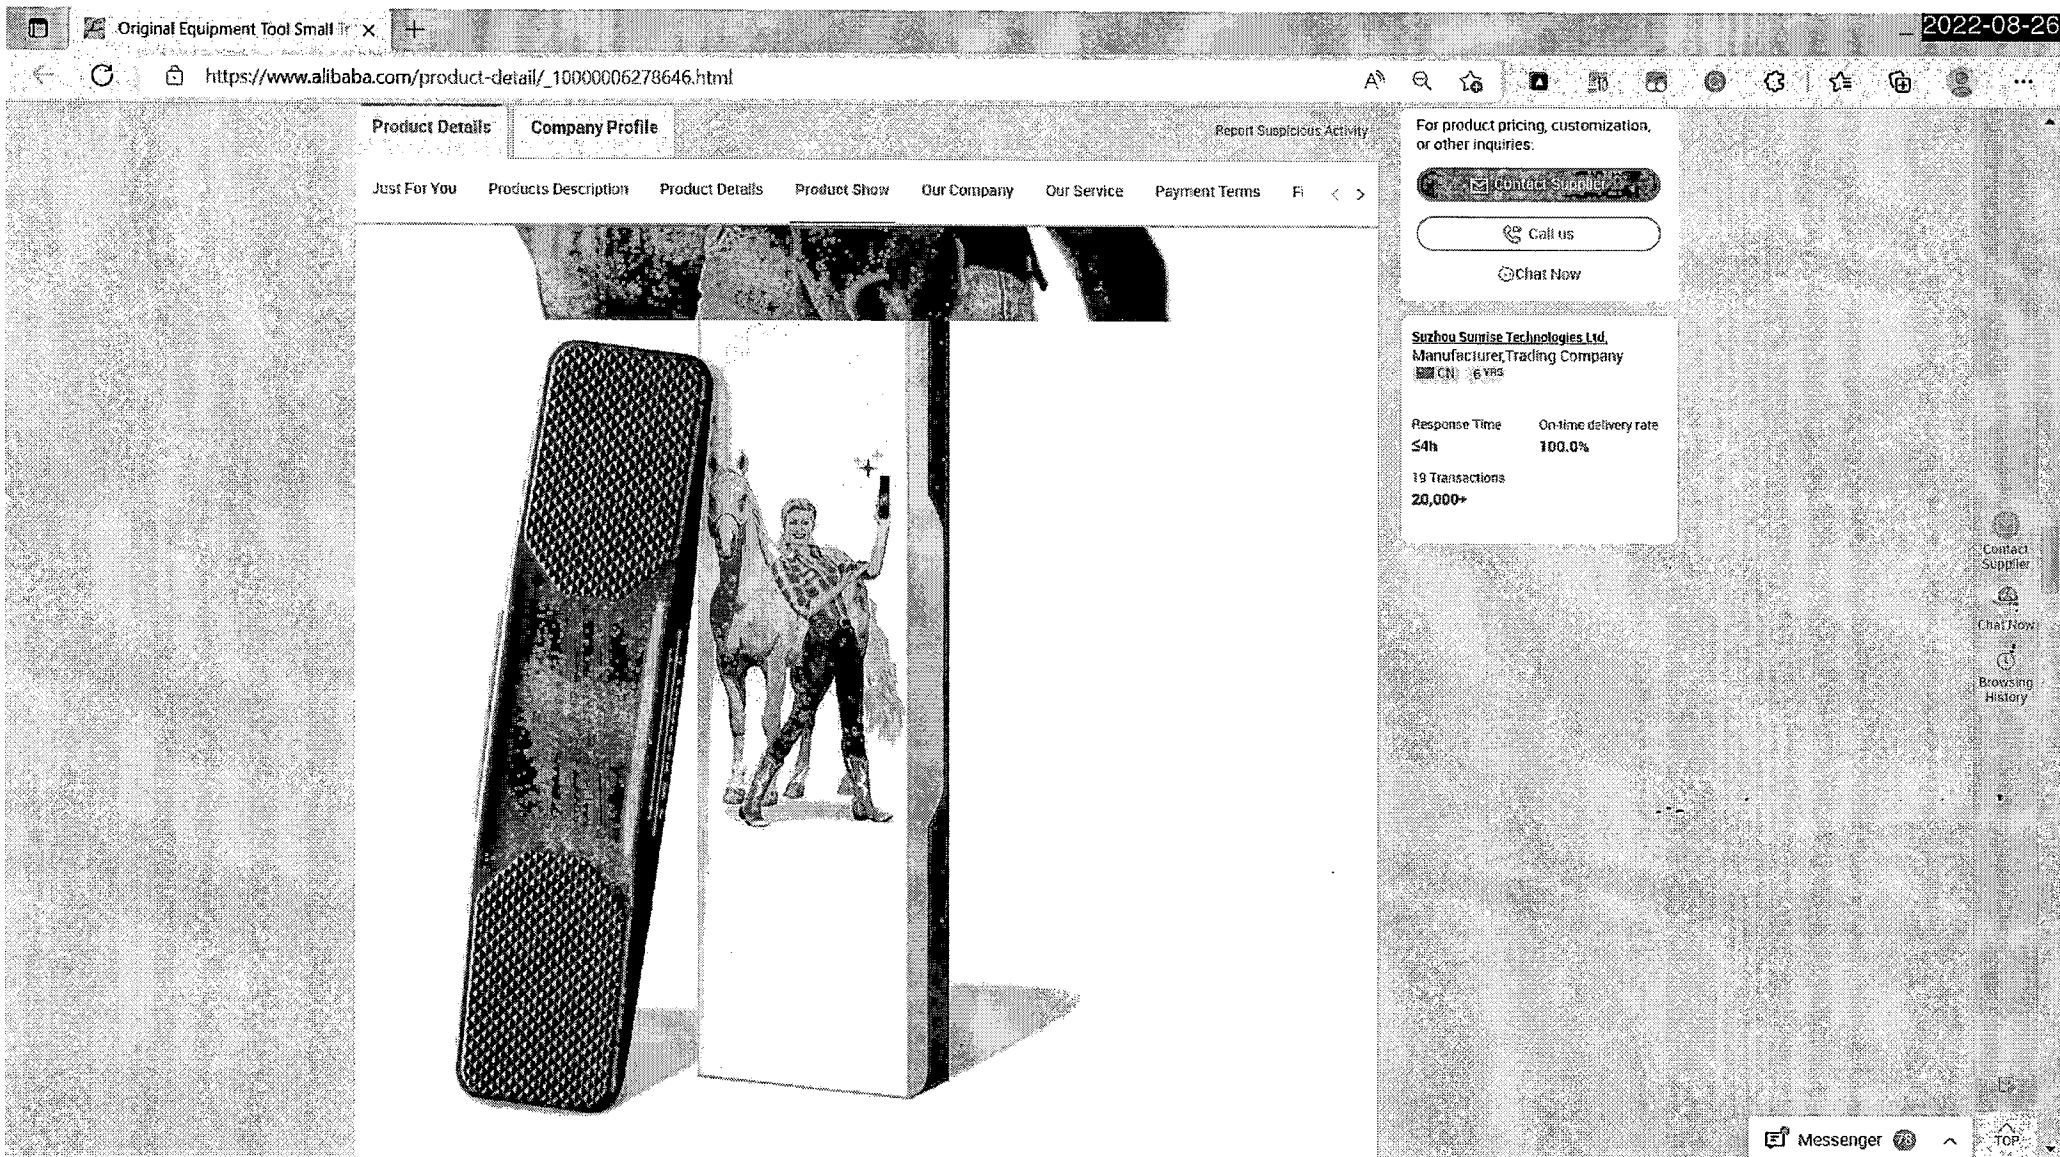 Original Equipment Tool Small Tr
2022-08-26
https://www.alibaba.com/product-detail/_10000006278646.html
Product Details
Company Profile
Report Suspicious Activity
Just For You
Products Description
Product Details
Product Show
Our Company
Our Service
Payment Terms
Fi
For product pricing, customization,
or other inquiries:
Contact Supplier
Call us
Chat Now
Suzhou Sunrise Technologies Ltd.
Manufacturer,Trading Company
CN 6 YRS
Response Time
On-time delivery rate
≤4h
100.0%
19 Transactions
20,000+
Contact
Supplier
Chat Now
Browsing
History
Messenger
TOP